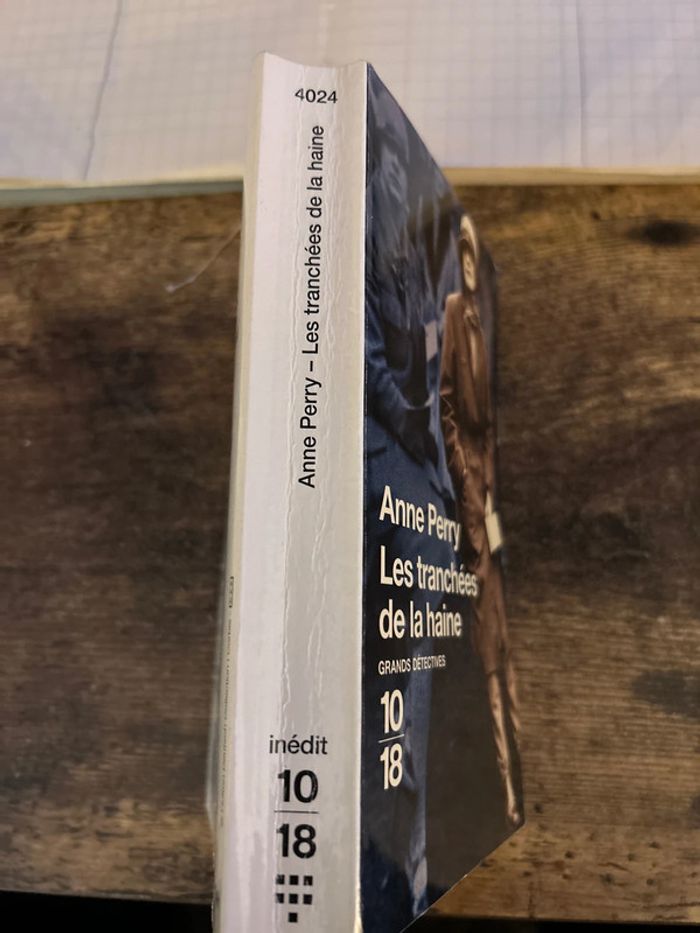 4024
Anne Perry – Les tranchées de la haine
inédit
10
18
Anne Perry
Les tranchées
de la haine
GRANDS DÉTECTIVES
10
18